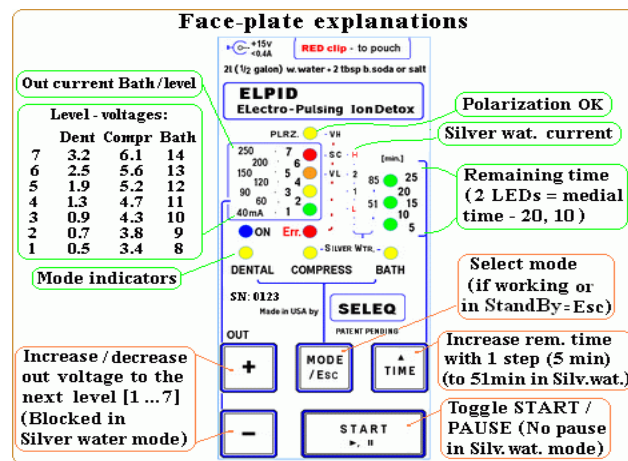 Face-plate explanations
+15V
<0.4A
RED clip - to pouch
2l (½ galon) w.water + 2 tbsp b.soda or salt
ELPID
ELectro-Pulsing IonDetox
Out current Bath/level
Level - voltages:
Dent Compr Bath
7 3.2 6.1 14
6 2.5 5.6 13
5 1.9 5.2 12
4 1.3 4.7 11
3 0.9 4.3 10
2 0.7 3.8 9
1 0.5 3.4 8
Mode indicators
PLRZ.
VH
250 7 SC H
200 6
150 5 VL 2
120 4
90 3 1
60 2 L
40mA 1
[min.]
85 25
20
51 15
10
5
ON Err.
SILVER WTR.
DENTAL COMPRESS BATH
Polarization OK
Silver wat. current
Remaining time
(2 LEDs = medial
time - 20, 10)
SN: 0123
Made in USA by
SELEQ
PATENT PENDING
Select mode
(if working or
in StandBy=Esc)
OUT
+
MODE
/ESC
▲
TIME
Increase / decrease
out voltage to the
next level [1 ...7]
(Blocked in
Silver water mode)
Increase rem. time
with 1 step (5 min)
(to 51min in Silv.wat.)
−
START
►, ⏸
Toggle START /
PAUSE (No pause
in Silv. wat. mode)